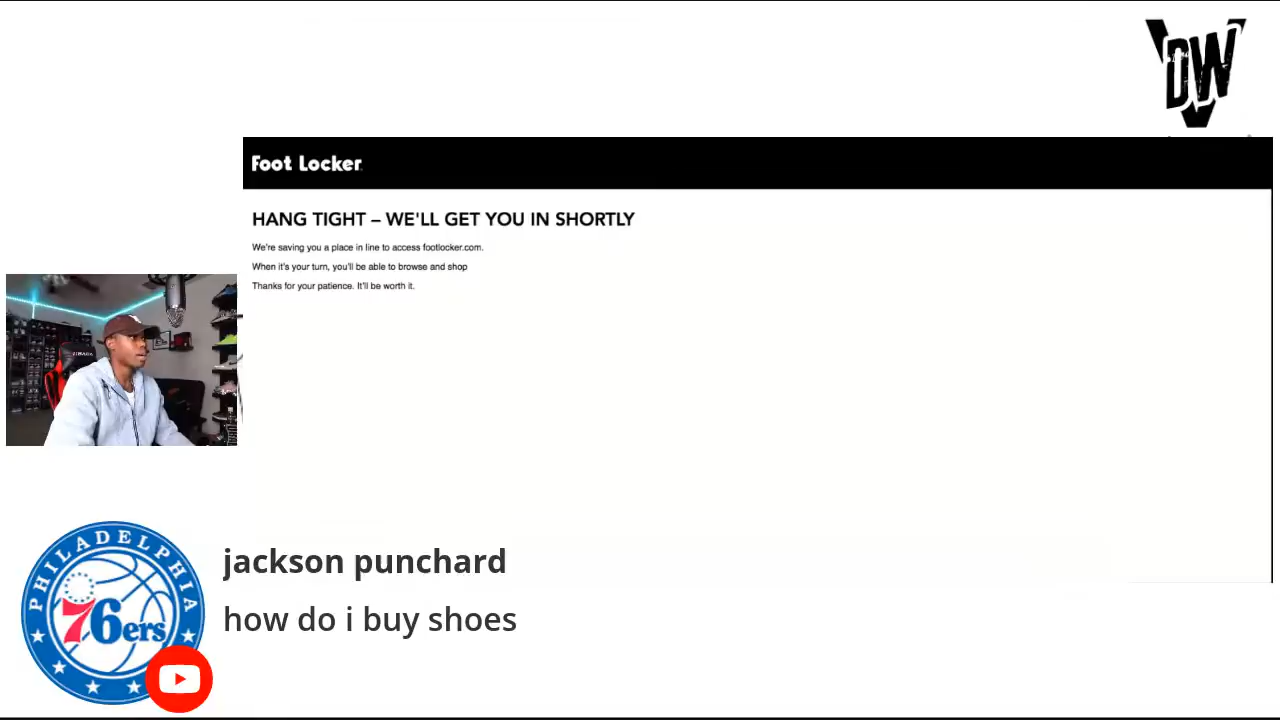 DW
Foot Locker
HANG TIGHT – WE'LL GET YOU IN SHORTLY
We're saving you a place in line to access footlocker.com.
When it's your turn, you'll be able to browse and shop
Thanks for your patience. It'll be worth it.
PHILADELPHIA
76ers
jackson punchard
how do i buy shoes